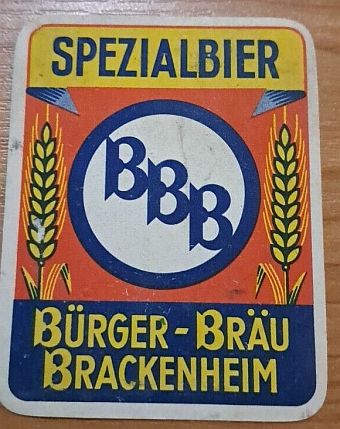 SPEZIALBIER
BBB
BÜRGER-BRÄU
BRACKENHEIM